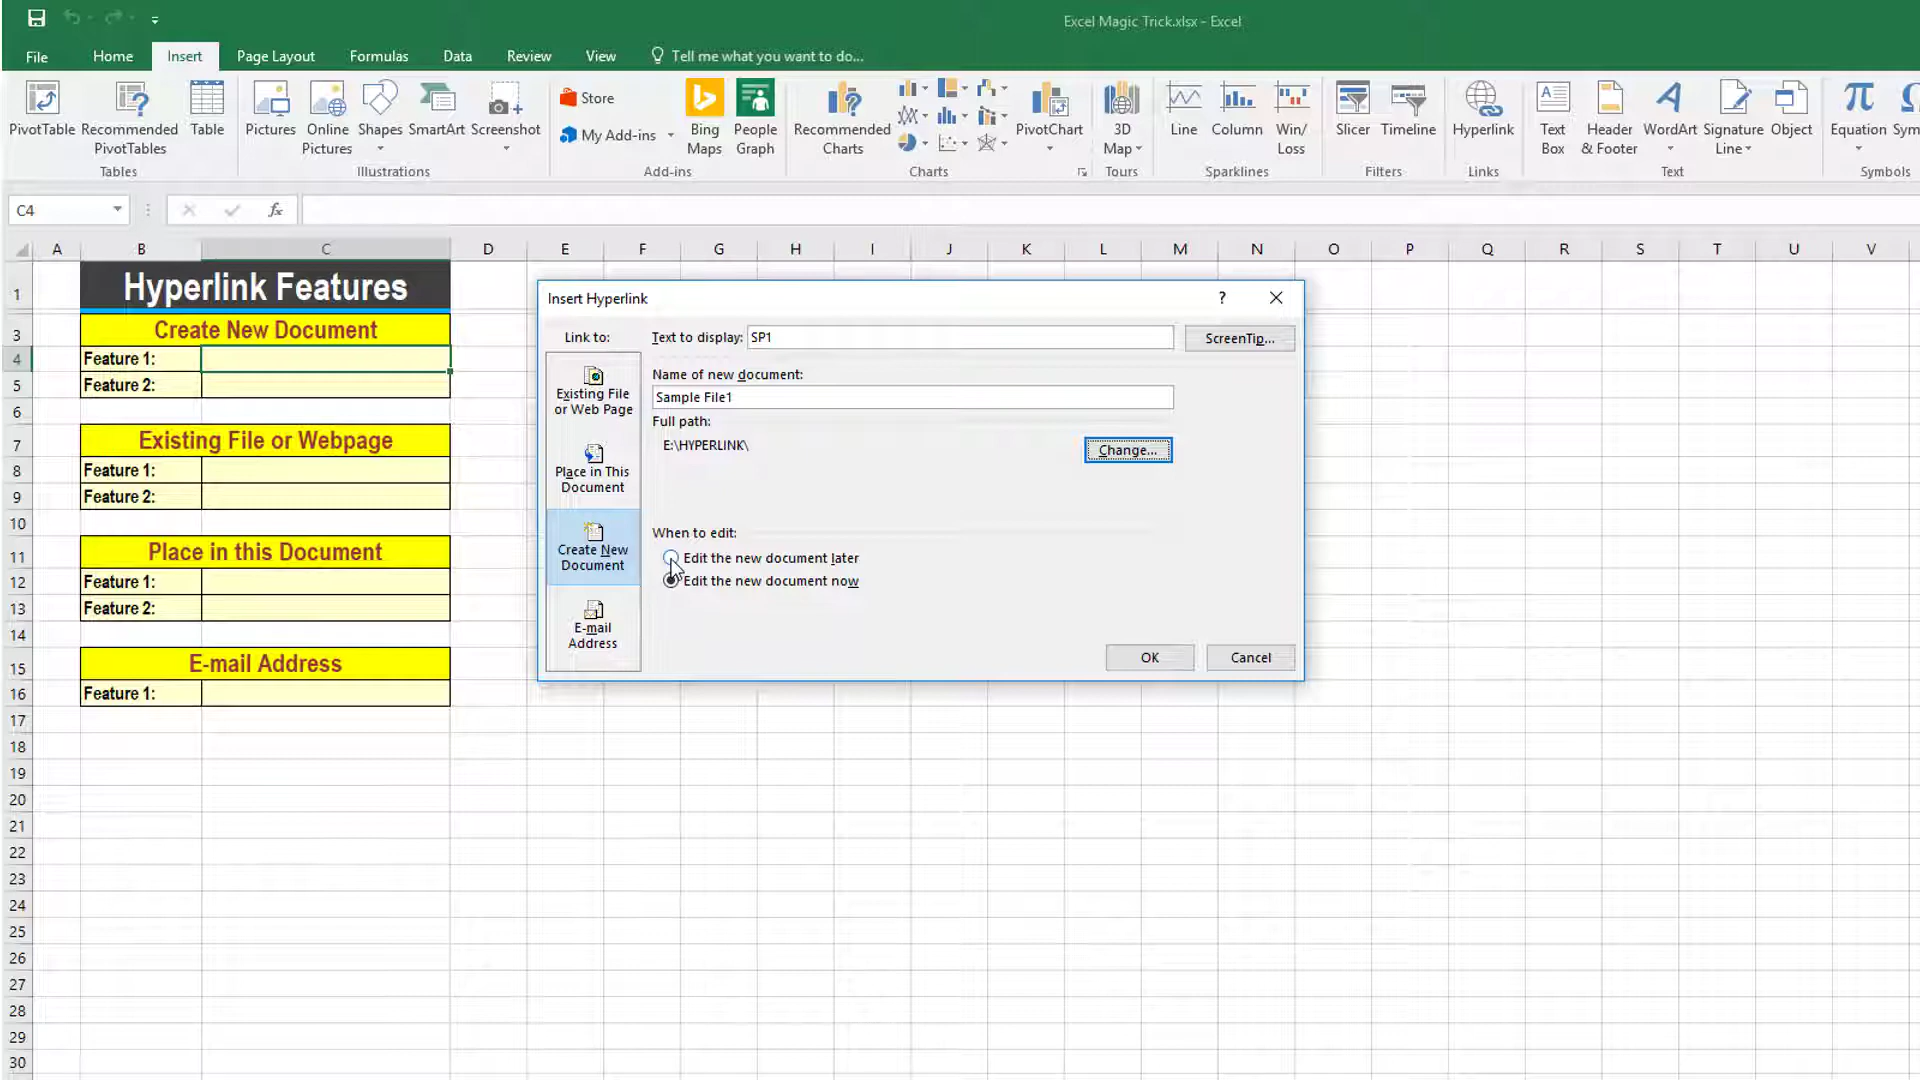 Excel Magic Trick.xlsx - Excel
File Home Insert Page Layout Formulas Data Review View Tell me what you want to do...
PivotTable Recommended PivotTables Table Pictures Online Pictures Shapes SmartArt Screenshot Store My Add-ins Bing Maps People Graph Recommended Charts PivotChart 3D Map Line Column Win/ Loss Slicer Timeline Hyperlink Text Box Header & Footer WordArt Signature Line Object Equation
Tables Illustrations Add-ins Charts Tours Sparklines Filters Links Text Symbols
C4 fx
A B C D E F G H I J K L M N O P Q R S T U V
1 Hyperlink Features
3 Create New Document
4 Feature 1:
5 Feature 2:
6
7 Existing File or Webpage
8 Feature 1:
9 Feature 2:
10
11 Place in this Document
12 Feature 1:
13 Feature 2:
14
15 E-mail Address
16 Feature 1:
17
18
19
20
21
22
23
24
25
26
27
28
29
30
Insert Hyperlink ?
Link to: Text to display: SP1 ScreenTip...
Existing File or Web Page
Place in This Document
Create New Document
E-mail Address
Name of new document:
Sample File1
Full path:
E:\HYPERLINK\ Change...
When to edit:
Edit the new document later
Edit the new document now
OK Cancel